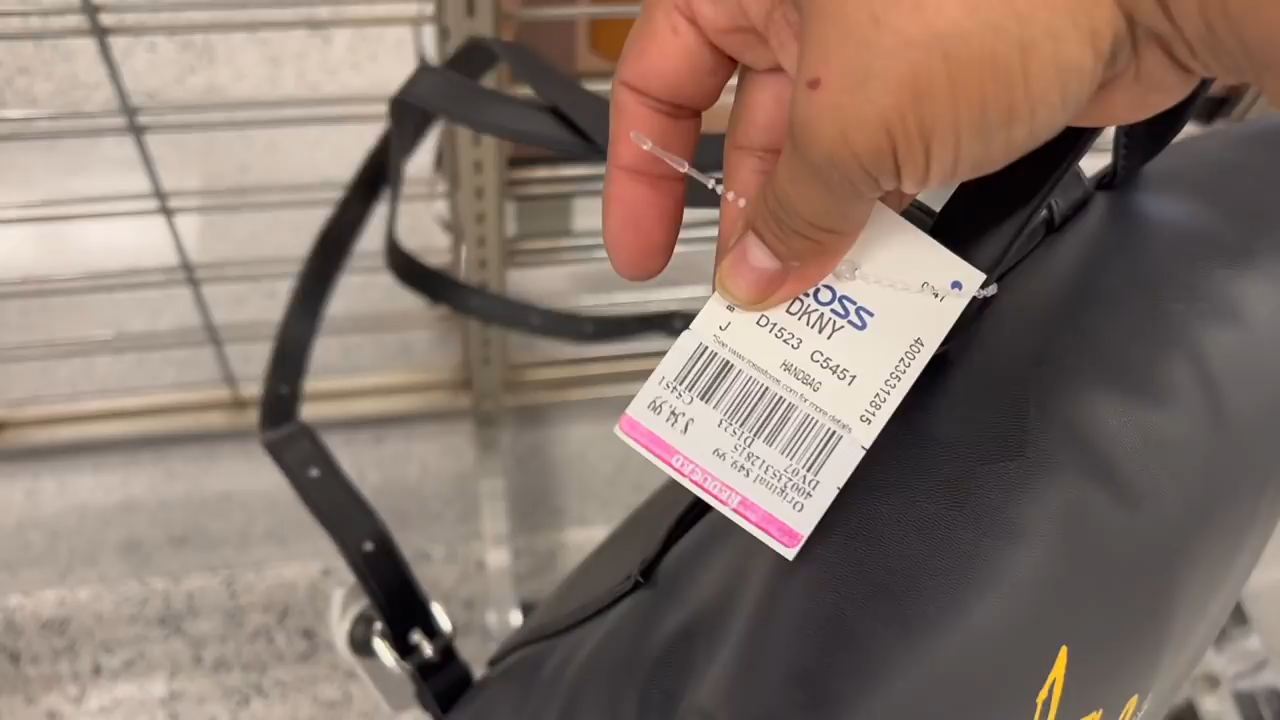 OSS
DKNY
D1523 C5451
J
HANDBAG
*See www.rossstores.com for more details
400235312815
C5451
D1523
$34.99
DV07
400235312815
Original $49.99
REDUCED